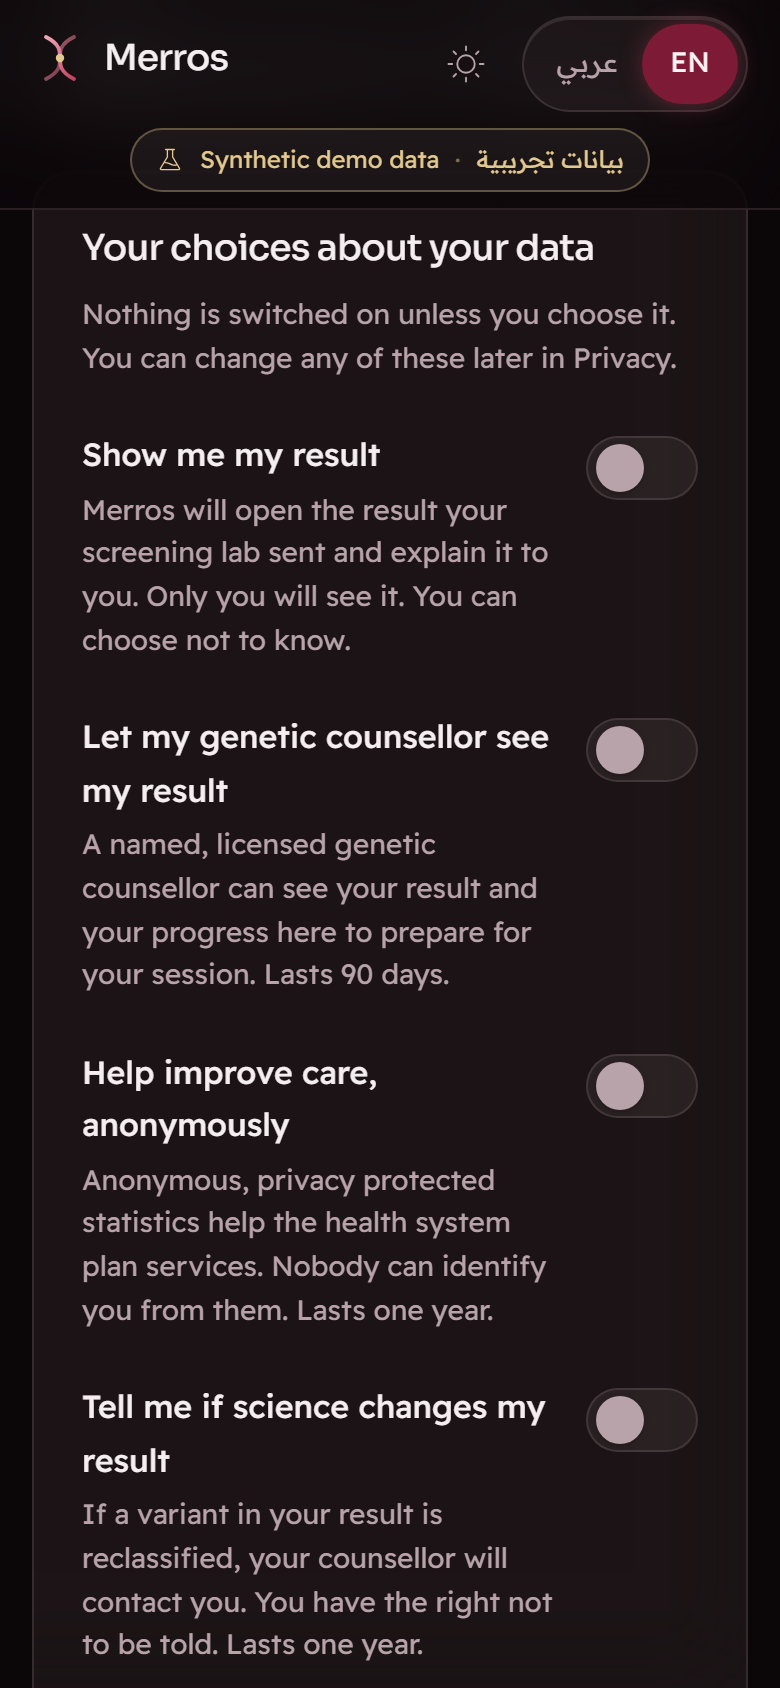 Merros
عربي
EN
Synthetic demo data · بيانات تجريبية
Your choices about your data
Nothing is switched on unless you choose it.
You can change any of these later in Privacy.
Show me my result
Merros will open the result your
screening lab sent and explain it to
you. Only you will see it. You can
choose not to know.
Let my genetic counsellor see
my result
A named, licensed genetic
counsellor can see your result and
your progress here to prepare for
your session. Lasts 90 days.
Help improve care,
anonymously
Anonymous, privacy protected
statistics help the health system
plan services. Nobody can identify
you from them. Lasts one year.
Tell me if science changes my
result
If a variant in your result is
reclassified, your counsellor will
contact you. You have the right not
to be told. Lasts one year.